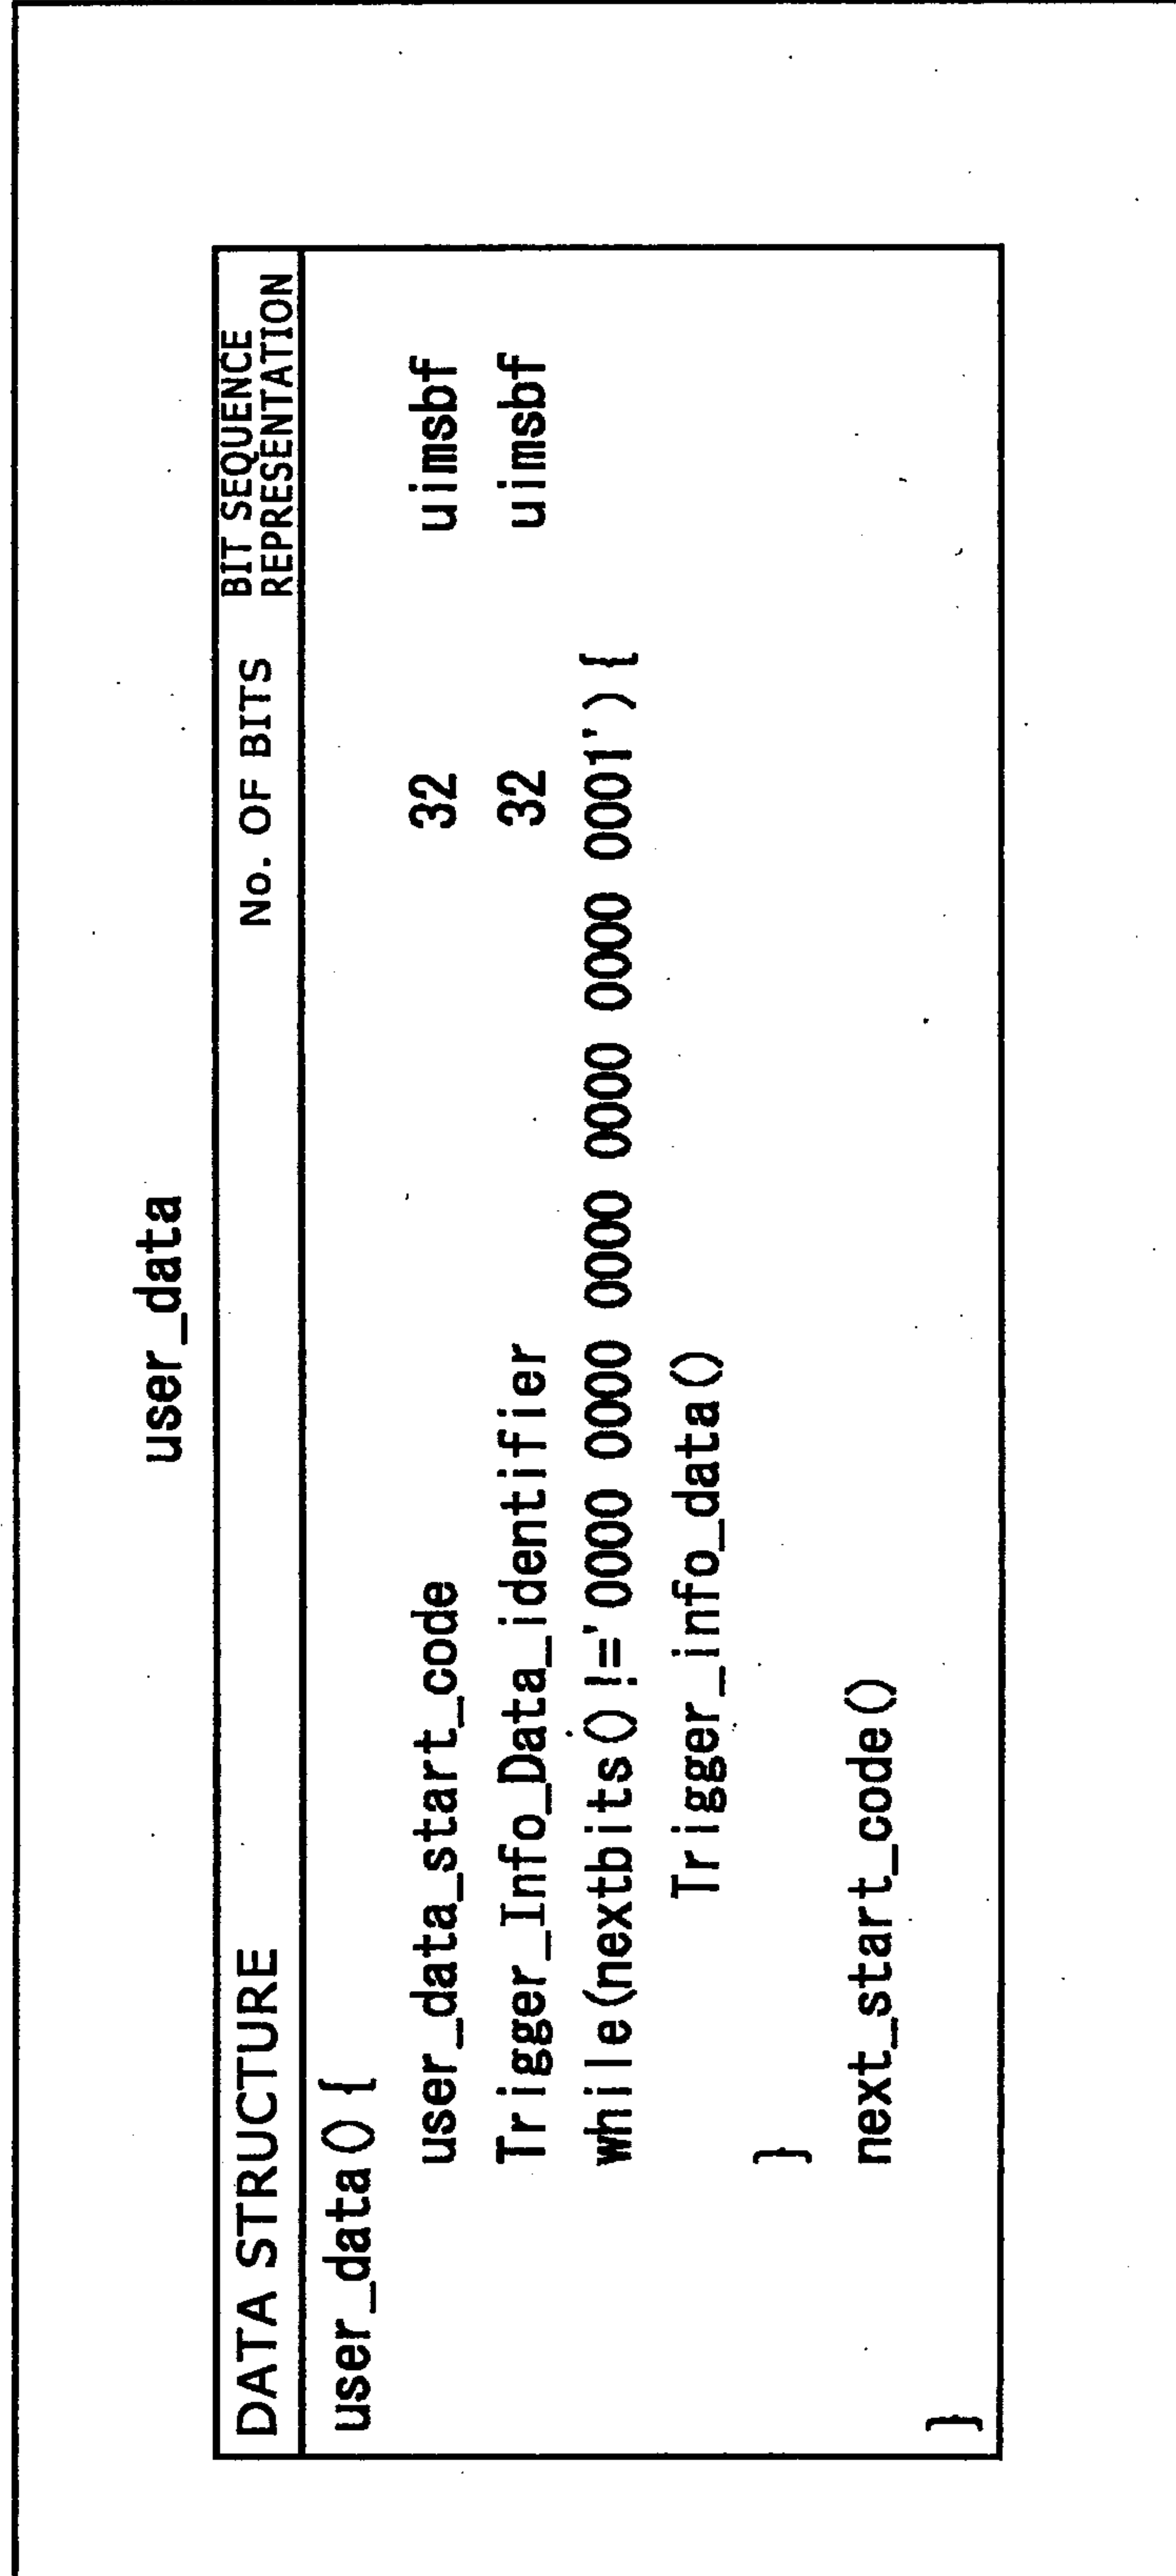 user_data
DATA STRUCTURE No. OF BITS BIT SEQUENCE
REPRESENTATION
user_data() {
user_data_start_code 32 uimsbf
Trigger_Info_Data_identifier 32 uimsbf
while(nextbits()!='0000 0000 0000 0000 0000 0001') {
Trigger_info_data()
}
next_start_code()
}